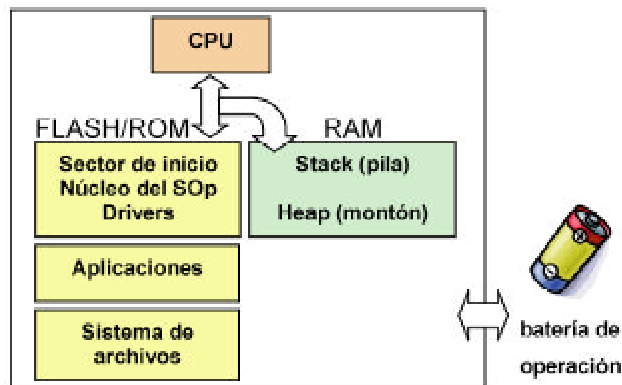 CPU
FLASH/ROM
RAM
Sector de inicio
Núcleo del SOp
Drivers
Stack (pila)
Heap (montón)
Aplicaciones
Sistema de
archivos
batería de
operación